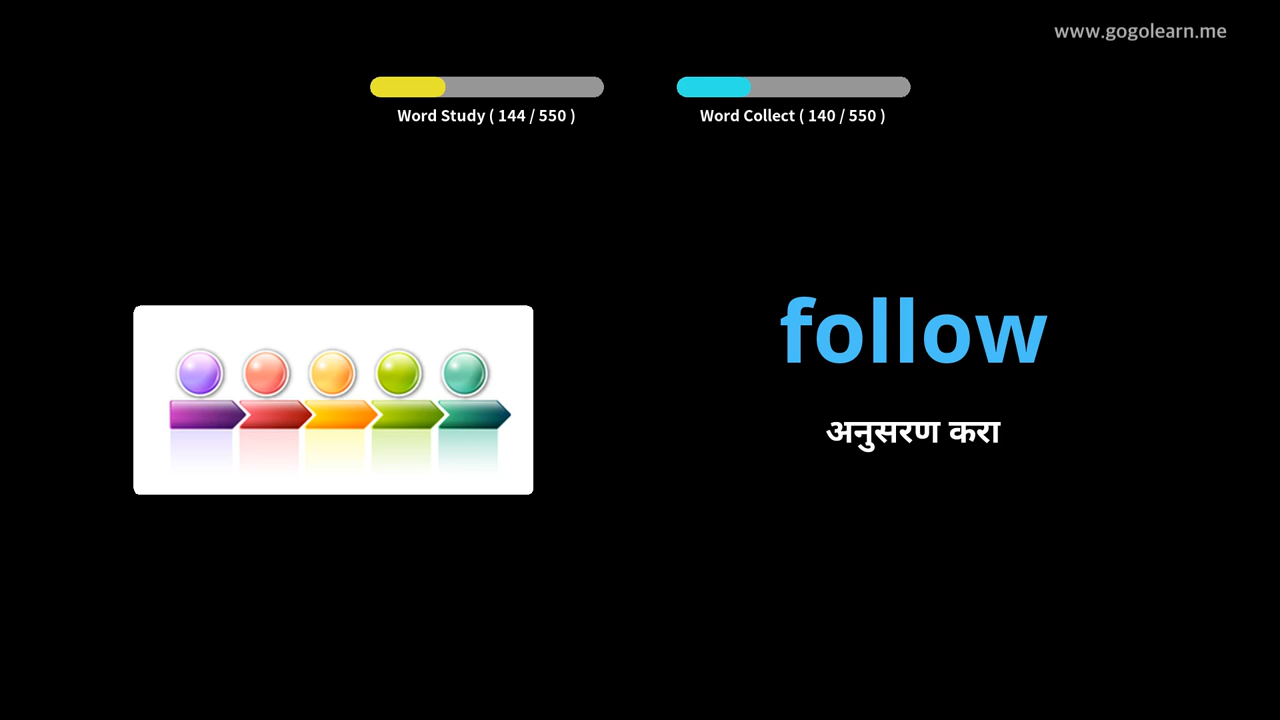 www.gogolearn.me
Word Study ( 144 / 550 )
Word Collect ( 140 / 550 )
follow
अनुसरण करा